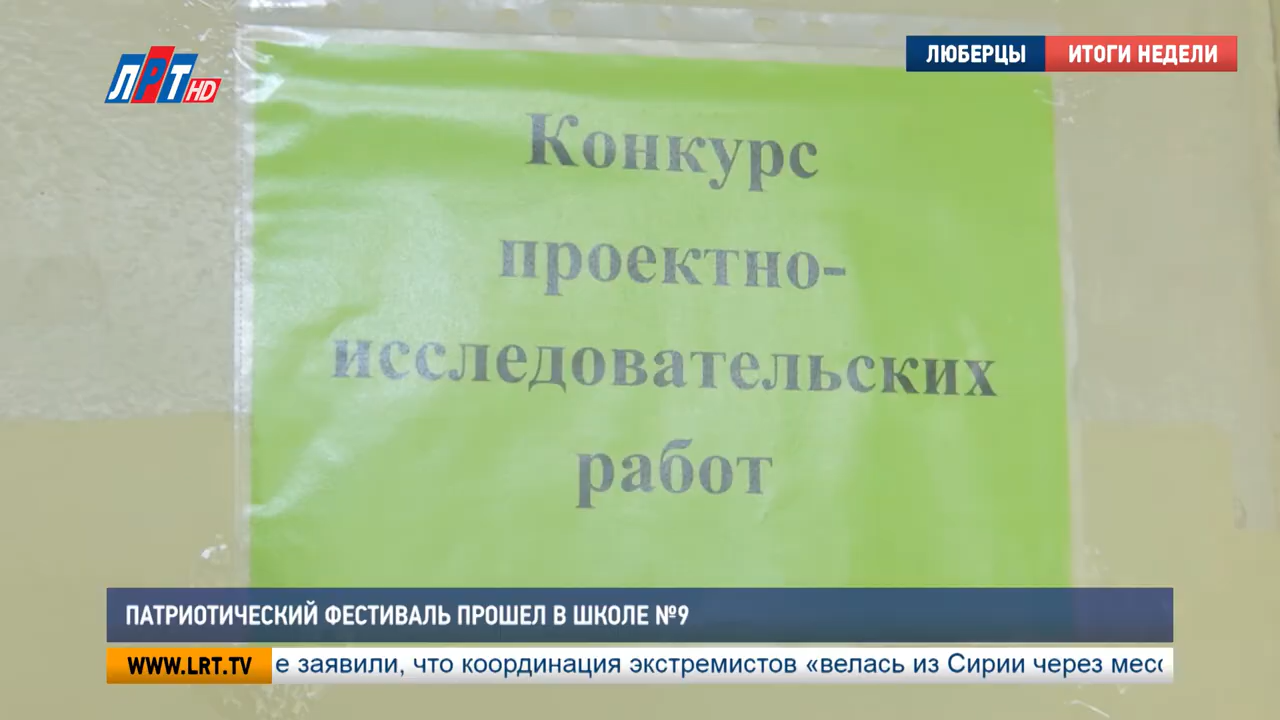 ЛРТ HD
ЛЮБЕРЦЫ ИТОГИ НЕДЕЛИ
Конкурс
проектно-
исследовательских
работ
ПАТРИОТИЧЕСКИЙ ФЕСТИВАЛЬ ПРОШЕЛ В ШКОЛЕ №9
WWW.LRT.TV е заявили, что координация экстремистов «велась из Сирии через месс